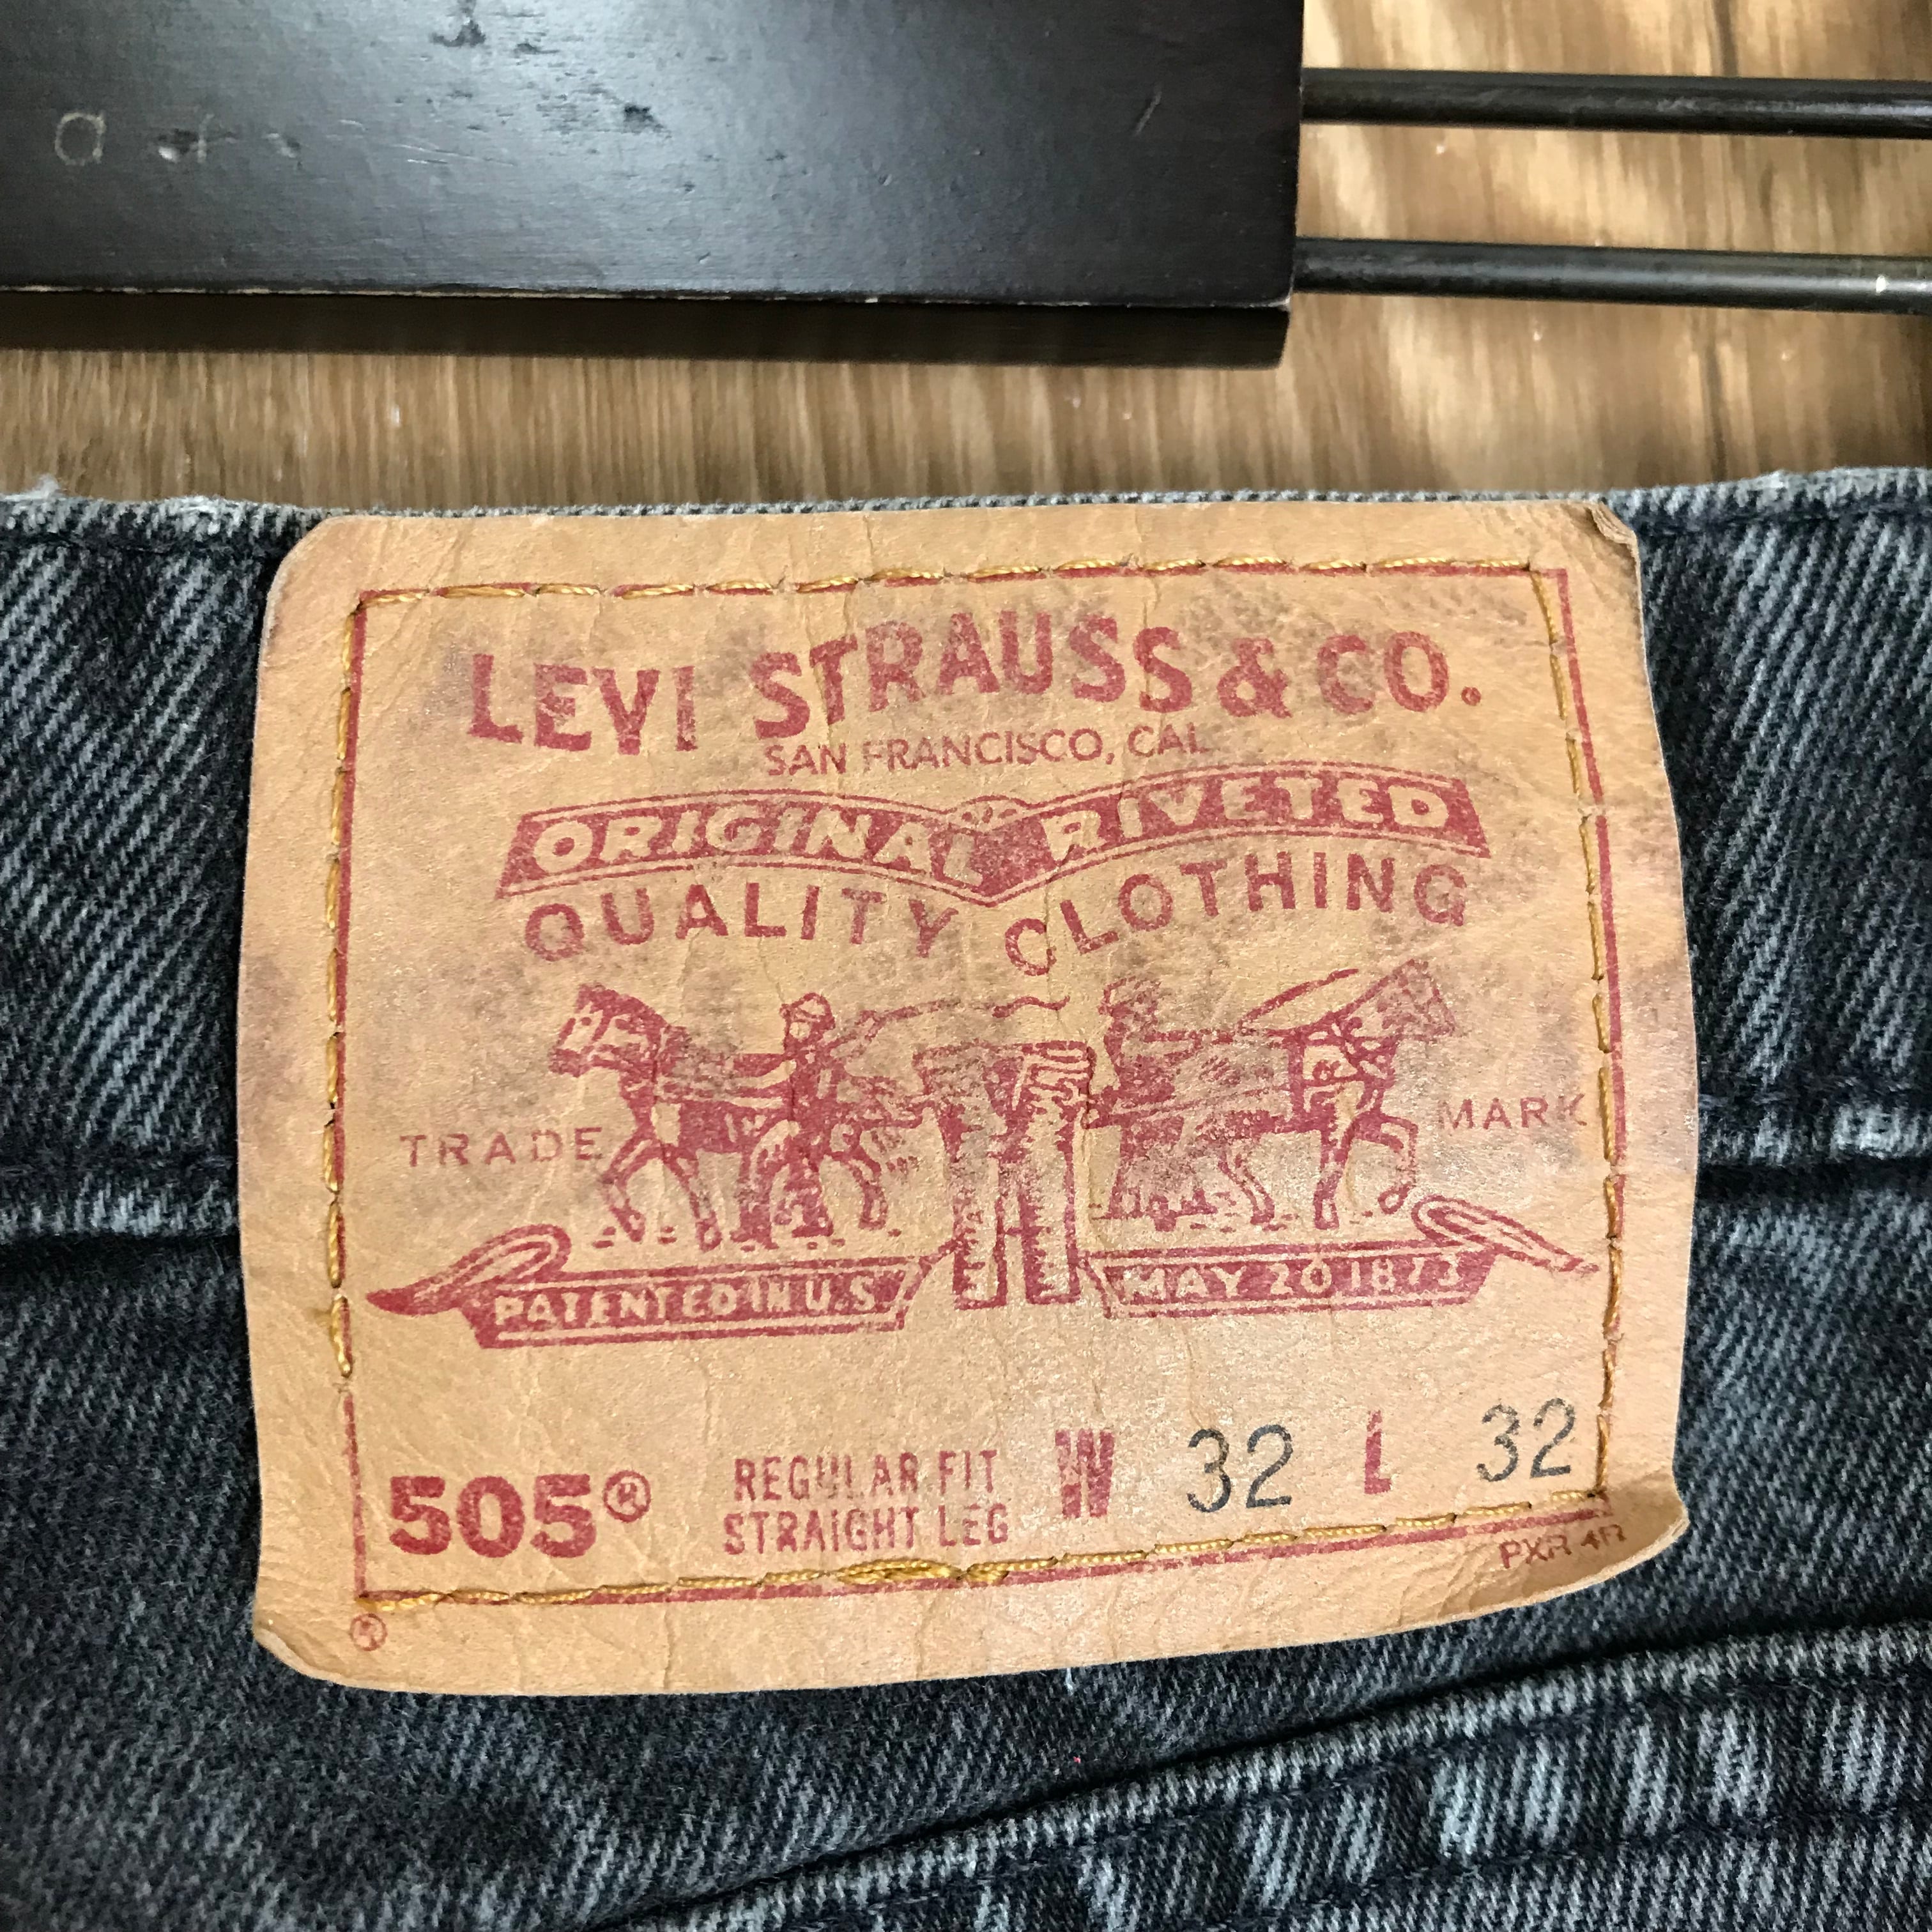 LEVI STRAUSS & CO.
SAN FRANCISCO, CAL
ORIGINAL RIVETED
QUALITY CLOTHING
TRADE MARK
PATENTED IN U.S MAY 20 1873
505® REGULAR FIT W 32 L 32
STRAIGHT LEG
PXR 4R
®